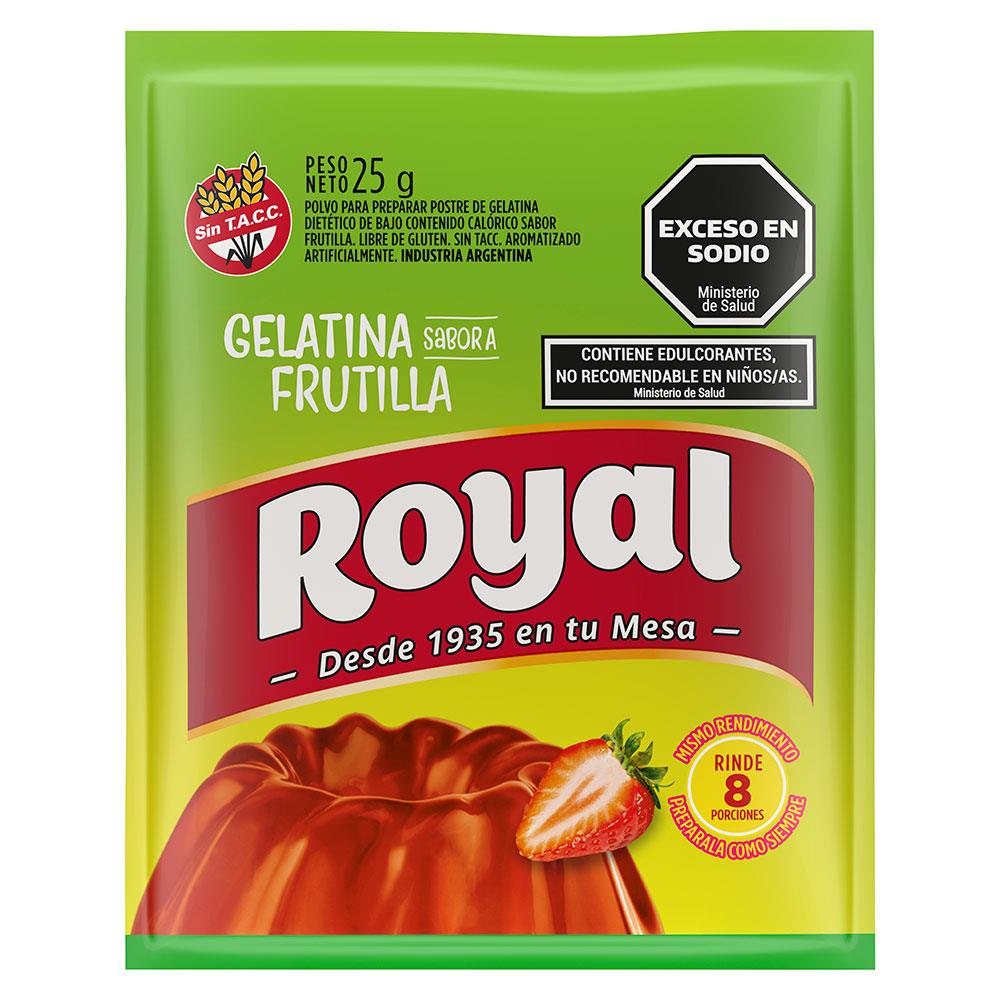 Sin T.A.C.C.
PESO
NETO 25 g
POLVO PARA PREPARAR POSTRE DE GELATINA
DIETÉTICO DE BAJO CONTENIDO CALÓRICO SABOR
FRUTILLA. LIBRE DE GLUTEN. SIN TACC. AROMATIZADO
ARTIFICIALMENTE. INDUSTRIA ARGENTINA
EXCESO EN
SODIO
Ministerio
de Salud
GELATINA SABOR A
FRUTILLA
CONTIENE EDULCORANTES,
NO RECOMENDABLE EN NIÑOS/AS.
Ministerio de Salud
Royal
— Desde 1935 en tu Mesa —
MISMO RENDIMIENTO
RINDE
8
PORCIONES
PREPARALA COMO SIEMPRE